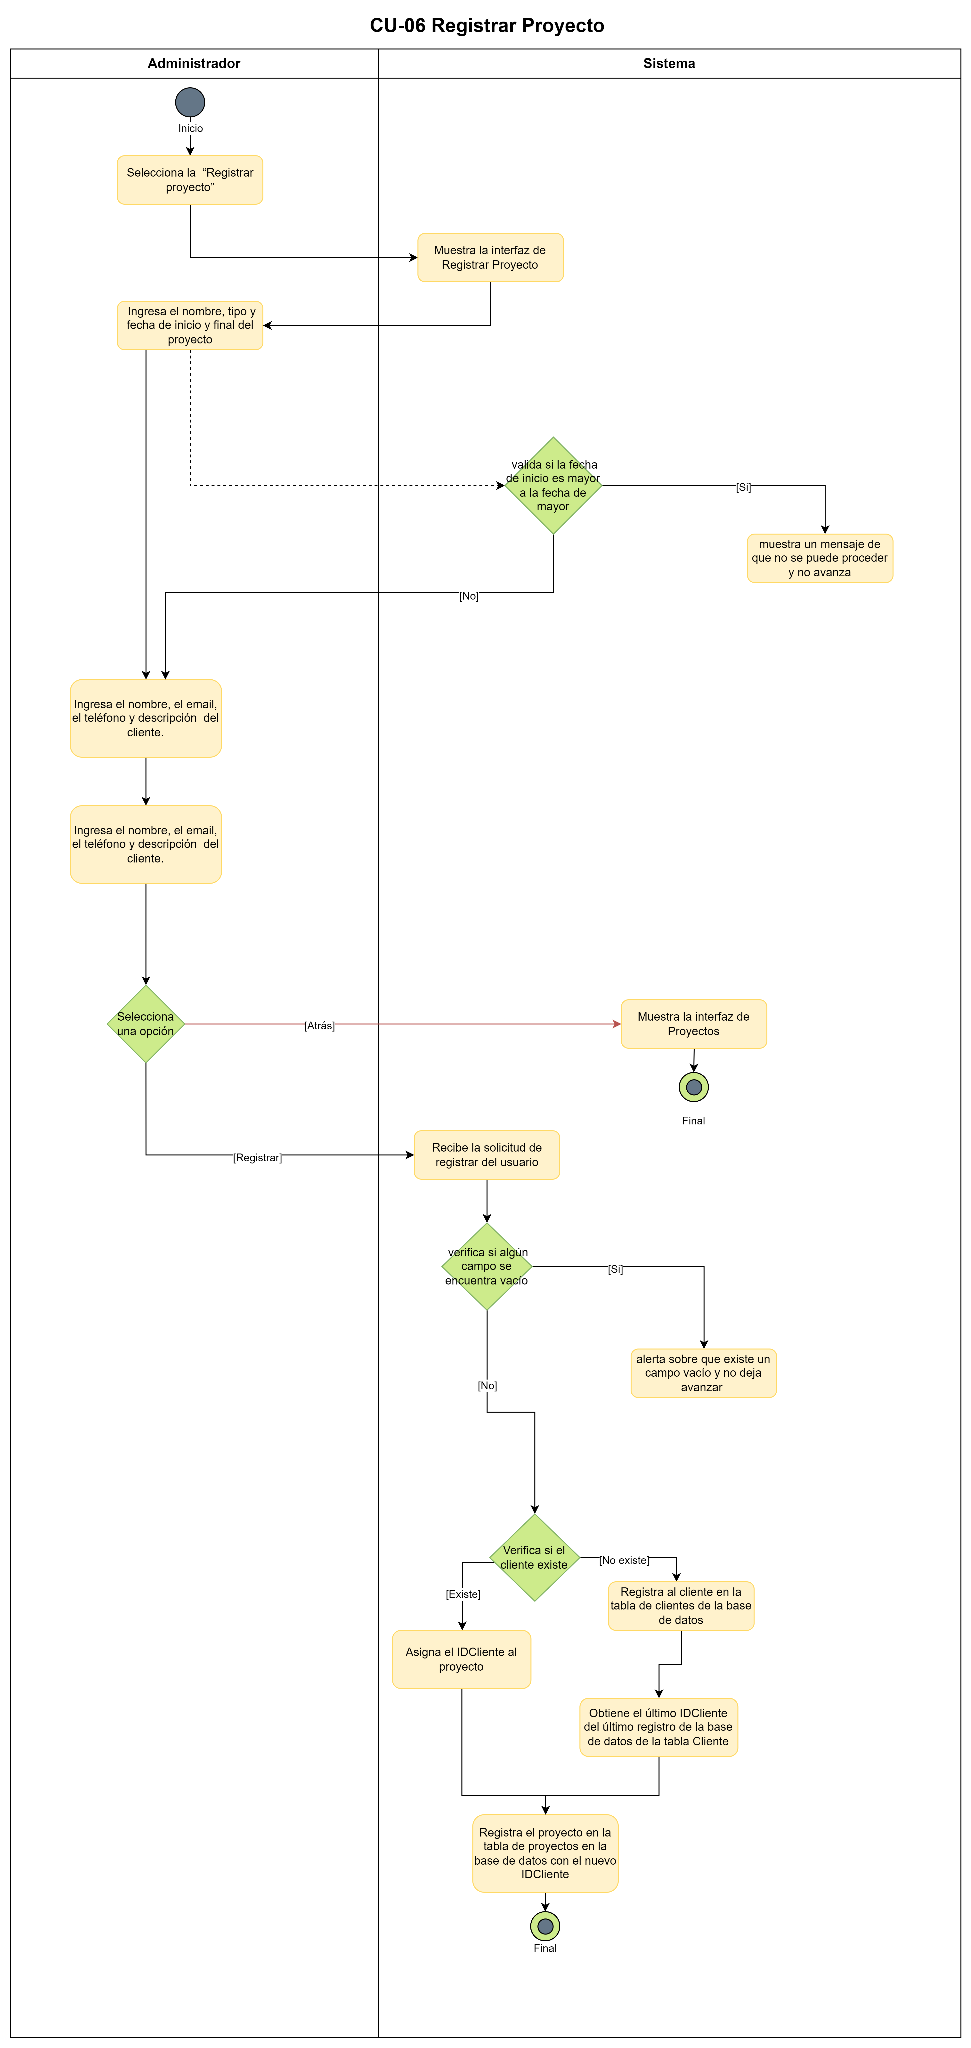 CU-06 Registrar Proyecto
Administrador
Sistema
Inicio
Selecciona la "Registrar
proyecto"
Muestra la interfaz de
Registrar Proyecto
Ingresa el nombre, tipo y
fecha de inicio y final del
proyecto
valida si la fecha
de inicio es mayor
a la fecha de
mayor
[Si]
muestra un mensaje de
que no se puede proceder
y no avanza
[No]
Ingresa el nombre, el email,
el teléfono y descripción del
cliente.
Ingresa el nombre, el email,
el teléfono y descripción del
cliente.
Selecciona
una opción
[Atrás]
Muestra la interfaz de
Proyectos
Final
[Registrar]
Recibe la solicitud de
registrar del usuario
verifica si algún
campo se
encuentra vacío
[Si]
alerta sobre que existe un
campo vacío y no deja
avanzar
[No]
Verifica si el
cliente existe
[No existe]
[Existe]
Registra al cliente en la
tabla de clientes de la base
de datos
Asigna el IDCliente al
proyecto
Obtiene el último IDCliente
del último registro de la base
de datos de la tabla Cliente
Registra el proyecto en la
tabla de proyectos en la
base de datos con el nuevo
IDCliente
Final